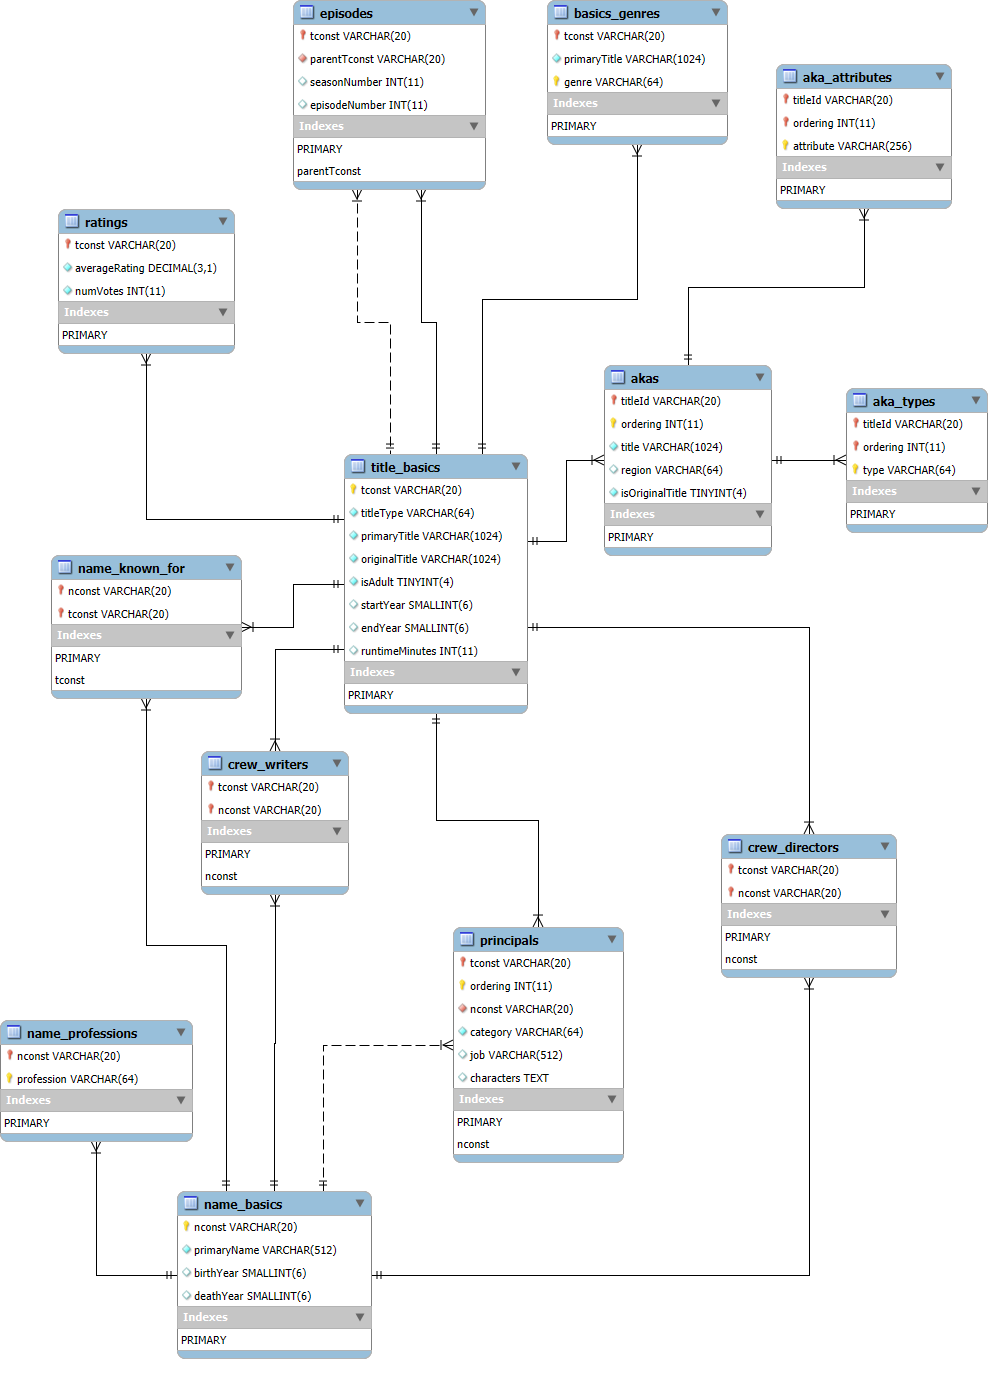 episodes
tconst VARCHAR(20)
parentTconst VARCHAR(20)
seasonNumber INT(11)
episodeNumber INT(11)
Indexes
PRIMARY
parentTconst
basics_genres
tconst VARCHAR(20)
primaryTitle VARCHAR(1024)
genre VARCHAR(64)
Indexes
PRIMARY
aka_attributes
titleId VARCHAR(20)
ordering INT(11)
attribute VARCHAR(256)
Indexes
PRIMARY
ratings
tconst VARCHAR(20)
averageRating DECIMAL(3,1)
numVotes INT(11)
Indexes
PRIMARY
akas
titleId VARCHAR(20)
ordering INT(11)
title VARCHAR(1024)
region VARCHAR(64)
isOriginalTitle TINYINT(4)
Indexes
PRIMARY
aka_types
titleId VARCHAR(20)
ordering INT(11)
type VARCHAR(64)
Indexes
PRIMARY
title_basics
tconst VARCHAR(20)
titleType VARCHAR(64)
primaryTitle VARCHAR(1024)
originalTitle VARCHAR(1024)
isAdult TINYINT(4)
startYear SMALLINT(6)
endYear SMALLINT(6)
runtimeMinutes INT(11)
Indexes
PRIMARY
name_known_for
nconst VARCHAR(20)
tconst VARCHAR(20)
Indexes
PRIMARY
tconst
crew_writers
tconst VARCHAR(20)
nconst VARCHAR(20)
Indexes
PRIMARY
nconst
crew_directors
tconst VARCHAR(20)
nconst VARCHAR(20)
Indexes
PRIMARY
nconst
principals
tconst VARCHAR(20)
ordering INT(11)
nconst VARCHAR(20)
category VARCHAR(64)
job VARCHAR(512)
characters TEXT
Indexes
PRIMARY
nconst
name_professions
nconst VARCHAR(20)
profession VARCHAR(64)
Indexes
PRIMARY
name_basics
nconst VARCHAR(20)
primaryName VARCHAR(512)
birthYear SMALLINT(6)
deathYear SMALLINT(6)
Indexes
PRIMARY